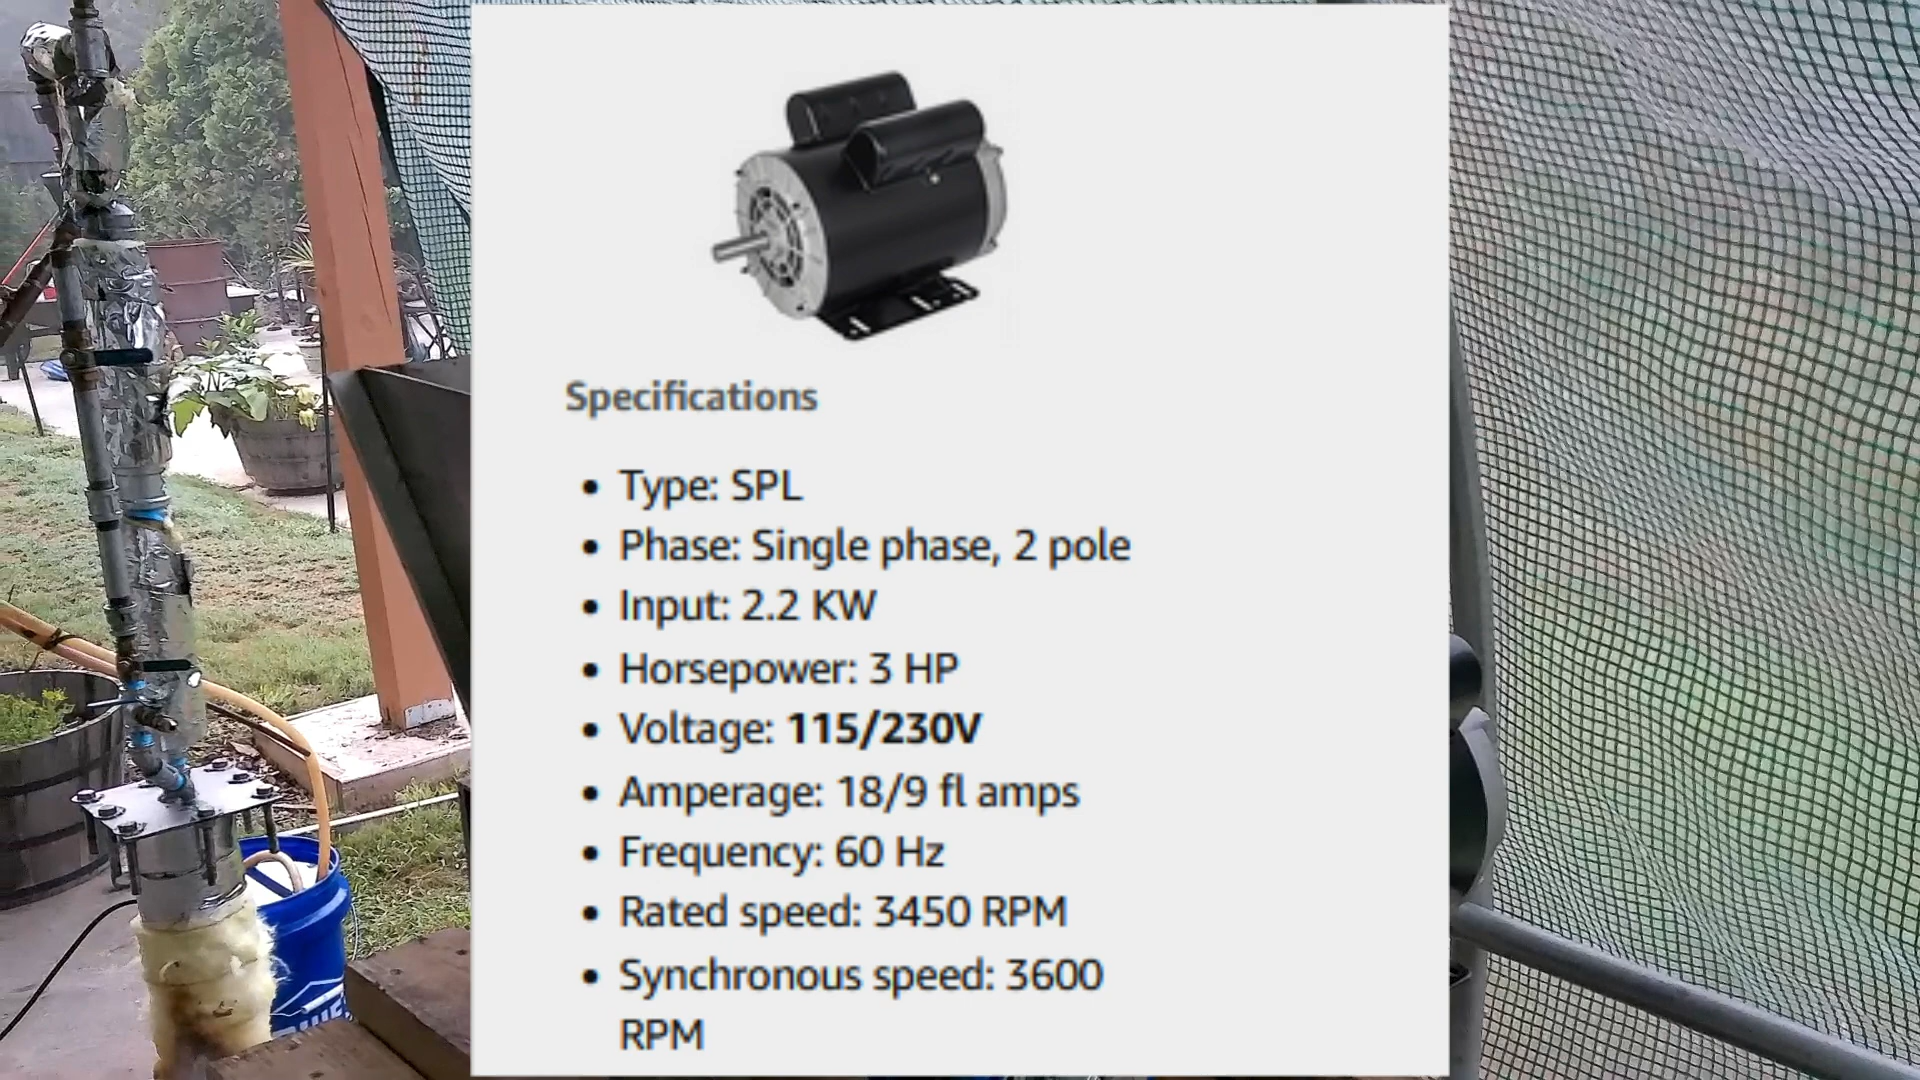 Specifications
• Type: SPL
• Phase: Single phase, 2 pole
• Input: 2.2 KW
• Horsepower: 3 HP
• Voltage: 115/230V
• Amperage: 18/9 fl amps
• Frequency: 60 Hz
• Rated speed: 3450 RPM
• Synchronous speed: 3600
RPM